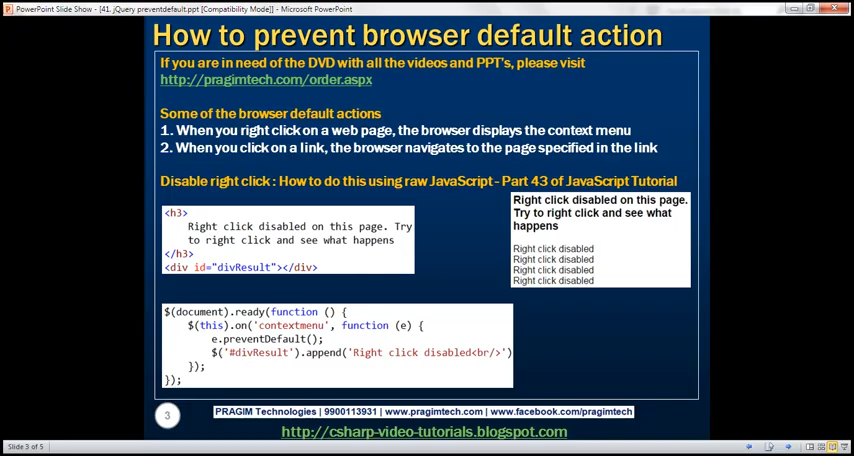 PowerPoint Slide Show - [41. jQuery preventdefault.ppt [Compatibility Mode]] - Microsoft PowerPoint
How to prevent browser default action
If you are in need of the DVD with all the videos and PPT's, please visit
http://pragimtech.com/order.aspx
Some of the browser default actions
1. When you right click on a web page, the browser displays the context menu
2. When you click on a link, the browser navigates to the page specified in the link
Disable right click : How to do this using raw JavaScript - Part 43 of JavaScript Tutorial
<h3>
Right click disabled on this page. Try
to right click and see what happens
</h3>
<div id="divResult"></div>
Right click disabled on this page.
Try to right click and see what
happens
Right click disabled
Right click disabled
Right click disabled
Right click disabled
$(document).ready(function () {
$(this).on('contextmenu', function (e) {
e.preventDefault();
$('#divResult').append('Right click disabled<br/>')
});
});
3
PRAGIM Technologies | 9900113931 | www.pragimtech.com | www.facebook.com/pragimtech
http://csharp-video-tutorials.blogspot.com
Slide 3 of 5